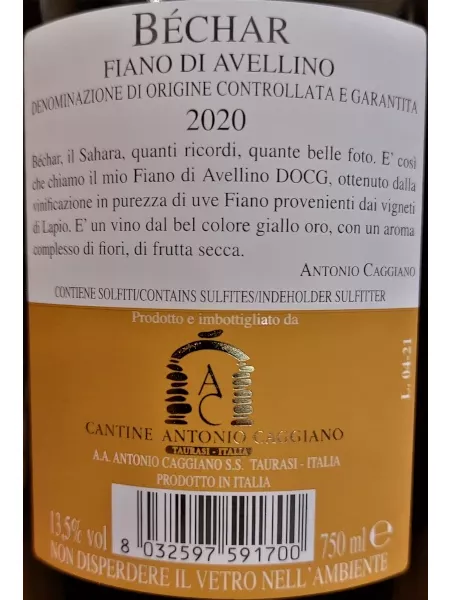 BÉCHAR
FIANO DI AVELLINO
DENOMINAZIONE DI ORIGINE CONTROLLATA E GARANTITA
2020
Béchar, il Sahara, quanti ricordi, quante belle foto. E' così
che chiamo il mio Fiano di Avellino DOCG, ottenuto dalla
vinificazione in purezza di uve Fiano provenienti dai vigneti
di Lapio. E' un vino dal bel colore giallo oro, con un aroma
complesso di fiori, di frutta secca.
ANTONIO CAGGIANO
CONTIENE SOLFITI/CONTAINS SULFITES/INDEHOLDER SULFITTER
Prodotto e imbottigliato da
L. 04-21
AC
CANTINE ANTONIO CAGGIANO
TAURASI - ITALIA
A.A. ANTONIO CAGGIANO S.S. TAURASI - ITALIA
PRODOTTO IN ITALIA
13,5% vol
8 032597 591700
750 ml e
NON DISPERDERE IL VETRO NELL'AMBIENTE